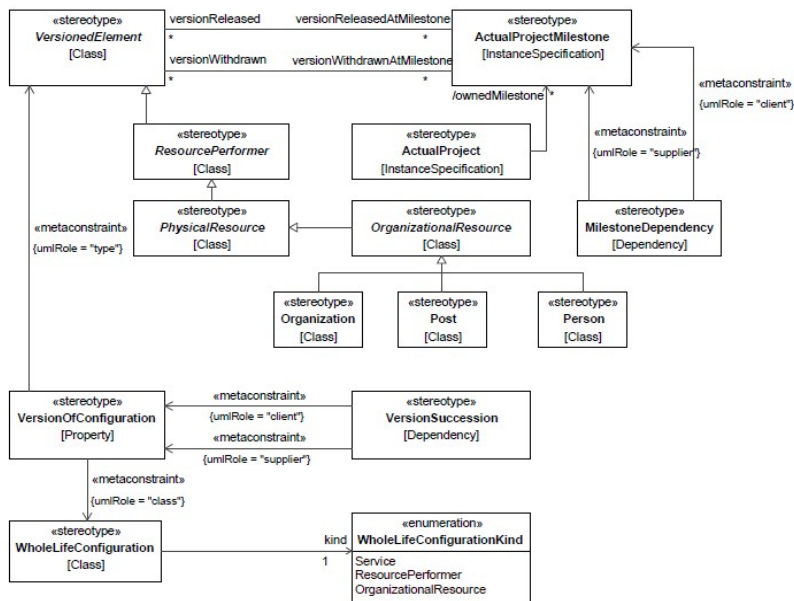 «stereotype»
VersionedElement
[Class]
versionReleased
versionReleasedAtMilestone
*
*
versionWithdrawn
versionWithdrawnAtMilestone
*
*
«stereotype»
ActualProjectMilestone
[InstanceSpecification]
/ownedMilestone
*
«metaconstraint»
{umlRole = "client"}
«metaconstraint»
{umlRole = "supplier"}
«stereotype»
ResourcePerformer
[Class]
«stereotype»
ActualProject
[InstanceSpecification]
«metaconstraint»
{umlRole = "type"}
«stereotype»
PhysicalResource
[Class]
«stereotype»
OrganizationalResource
[Class]
«stereotype»
MilestoneDependency
[Dependency]
«stereotype»
Organization
[Class]
«stereotype»
Post
[Class]
«stereotype»
Person
[Class]
«stereotype»
VersionOfConfiguration
[Property]
«metaconstraint»
{umlRole = "client"}
«metaconstraint»
{umlRole = "supplier"}
«stereotype»
VersionSuccession
[Dependency]
«metaconstraint»
{umlRole = "class"}
«stereotype»
WholeLifeConfiguration
[Class]
kind
1
«enumeration»
WholeLifeConfigurationKind
Service
ResourcePerformer
OrganizationalResource